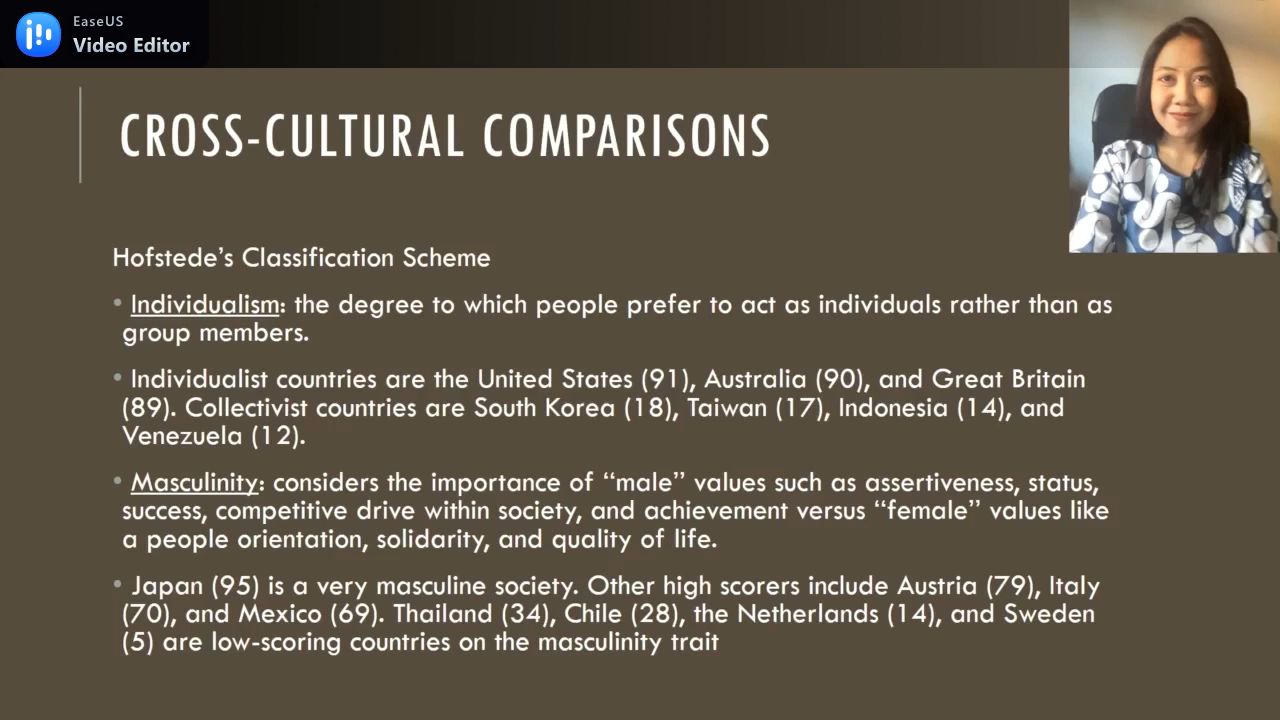 EaseUS
Video Editor
CROSS-CULTURAL COMPARISONS
Hofstede’s Classification Scheme
• Individualism: the degree to which people prefer to act as individuals rather than as
group members.
• Individualist countries are the United States (91), Australia (90), and Great Britain
(89). Collectivist countries are South Korea (18), Taiwan (17), Indonesia (14), and
Venezuela (12).
• Masculinity: considers the importance of “male” values such as assertiveness, status,
success, competitive drive within society, and achievement versus “female” values like
a people orientation, solidarity, and quality of life.
• Japan (95) is a very masculine society. Other high scorers include Austria (79), Italy
(70), and Mexico (69). Thailand (34), Chile (28), the Netherlands (14), and Sweden
(5) are low-scoring countries on the masculinity trait